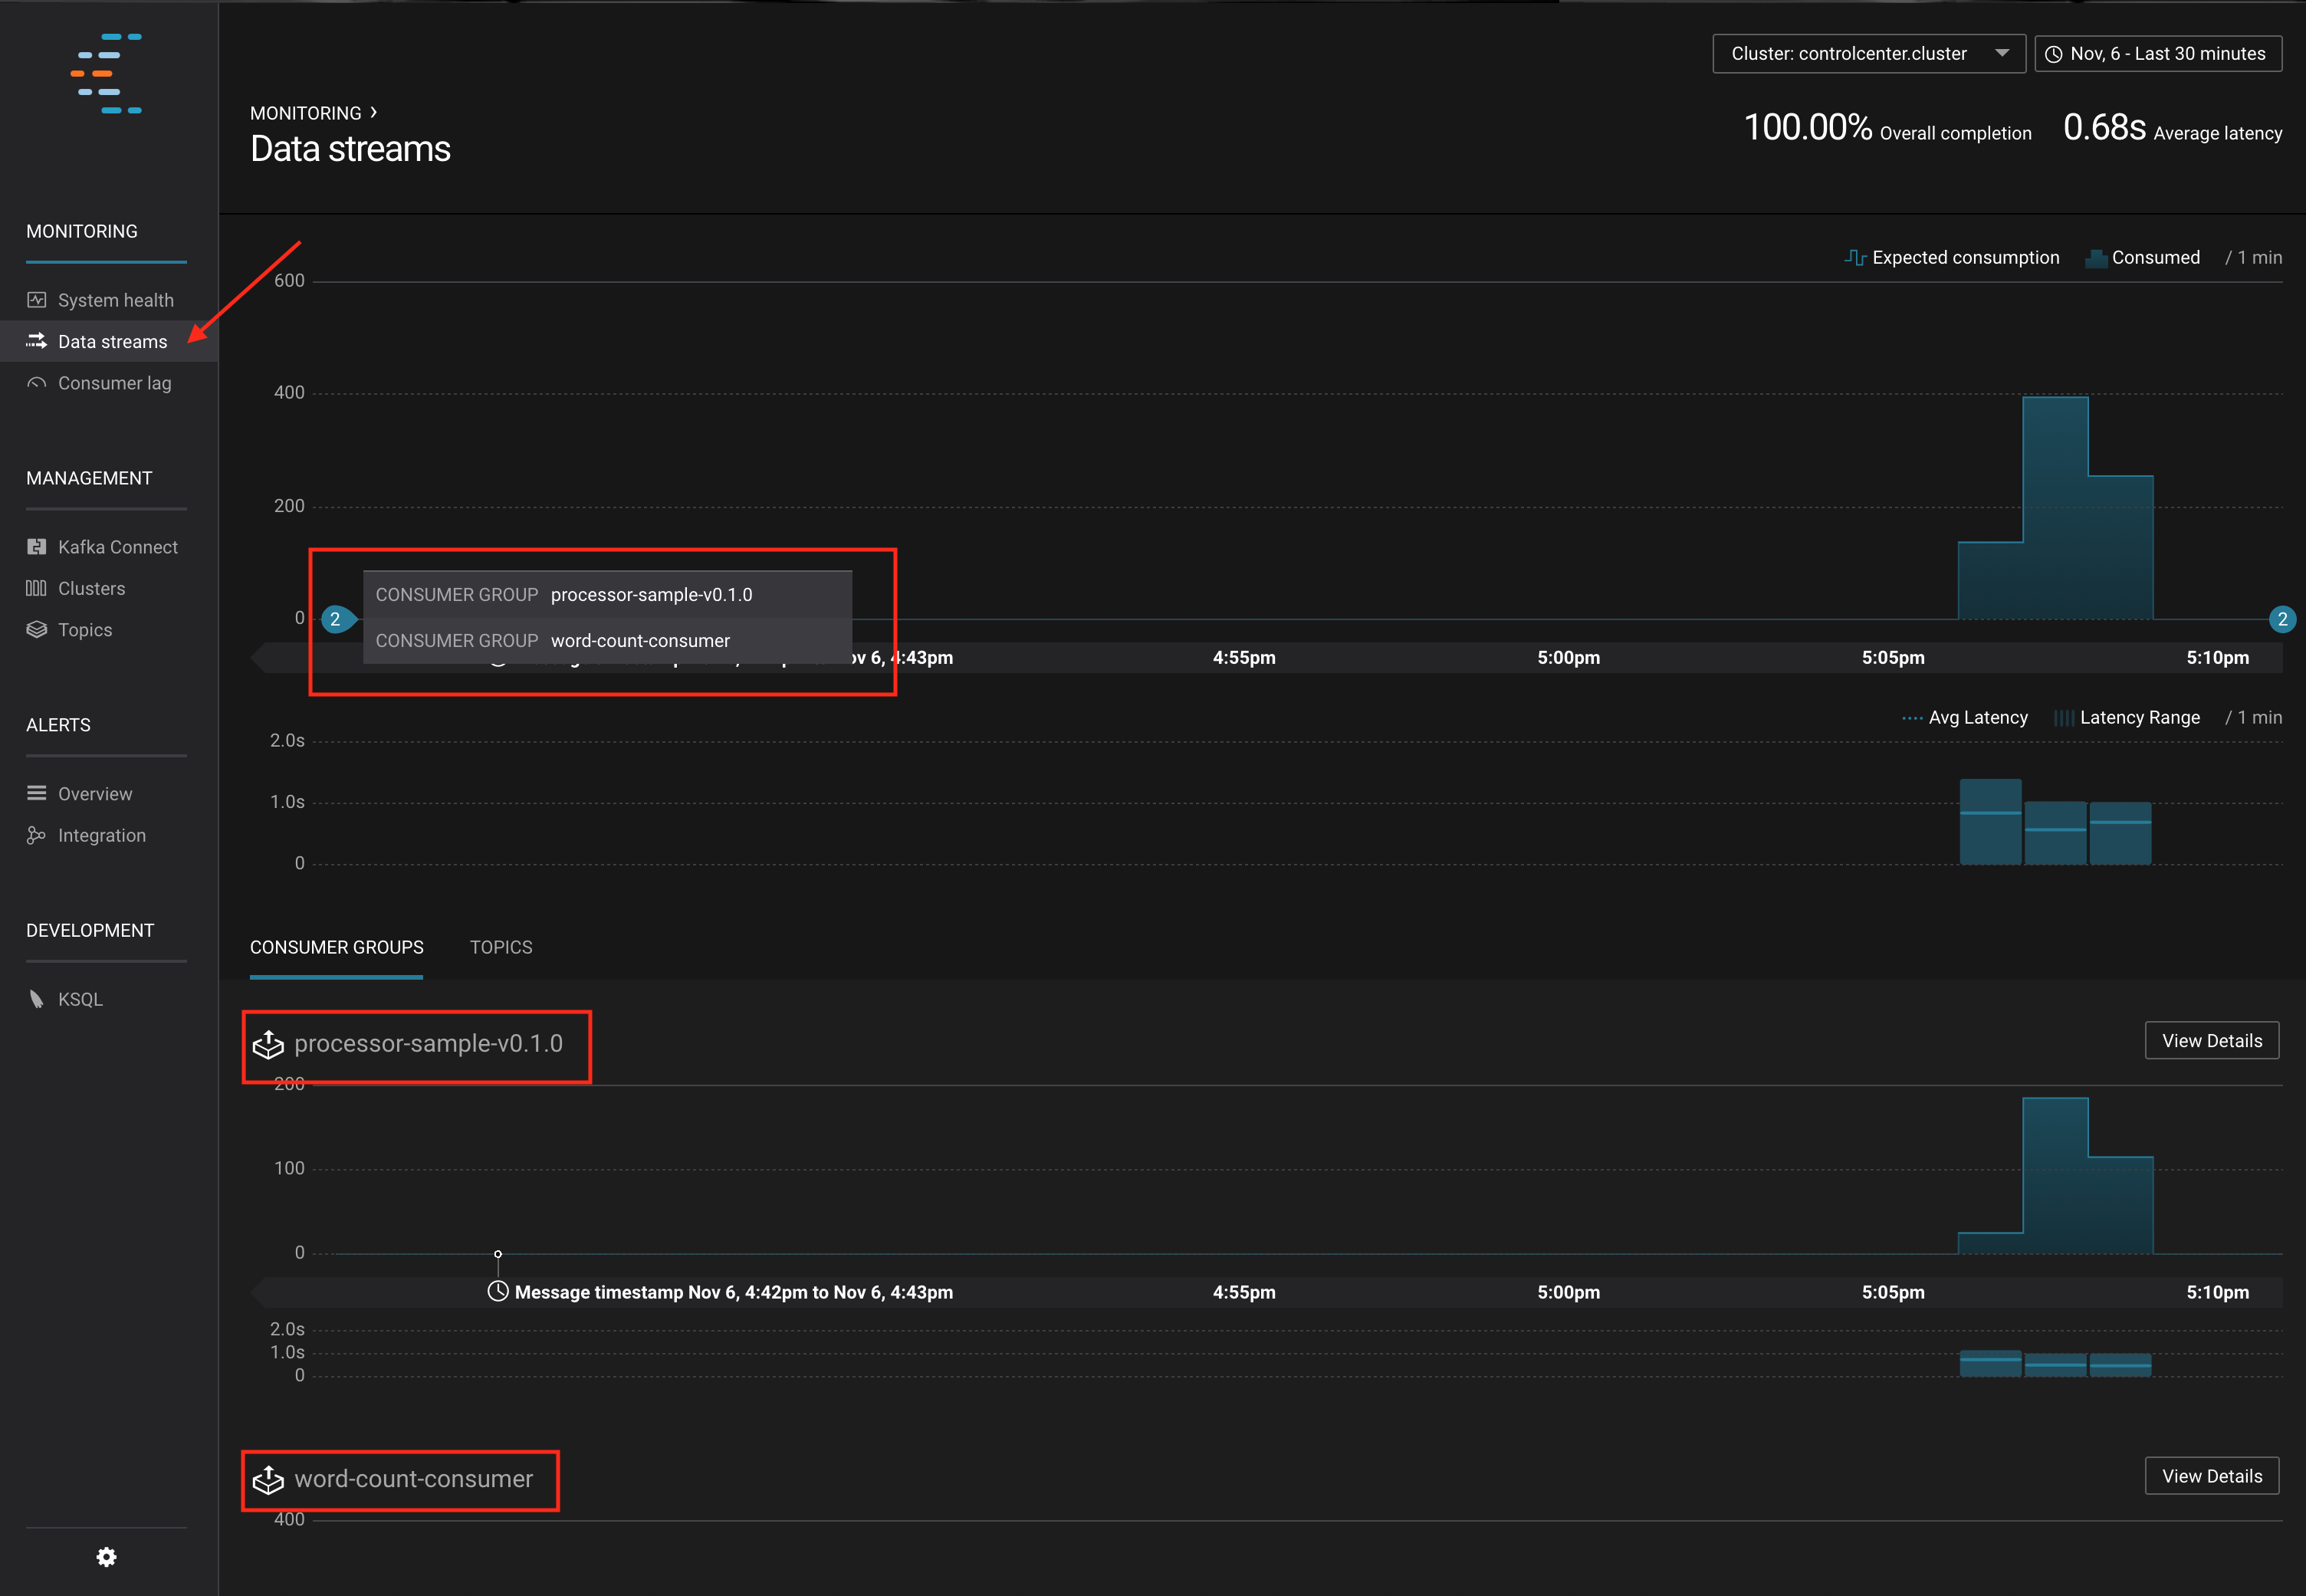 Cluster: controlcenter.cluster
Nov, 6 - Last 30 minutes
MONITORING
Data streams
100.00% Overall completion
0.68s Average latency
MONITORING
System health
Data streams
Consumer lag
MANAGEMENT
Kafka Connect
Clusters
Topics
ALERTS
Overview
Integration
DEVELOPMENT
KSQL
Expected consumption
Consumed
/ 1 min
600
400
200
0
2
CONSUMER GROUP processor-sample-v0.1.0
CONSUMER GROUP word-count-consumer
2
Nov 6, 4:43pm
4:55pm
5:00pm
5:05pm
5:10pm
Avg Latency
Latency Range
/ 1 min
2.0s
1.0s
0
CONSUMER GROUPS
TOPICS
processor-sample-v0.1.0
View Details
200
100
0
Message timestamp Nov 6, 4:42pm to Nov 6, 4:43pm
4:55pm
5:00pm
5:05pm
5:10pm
2.0s
1.0s
0
word-count-consumer
View Details
400